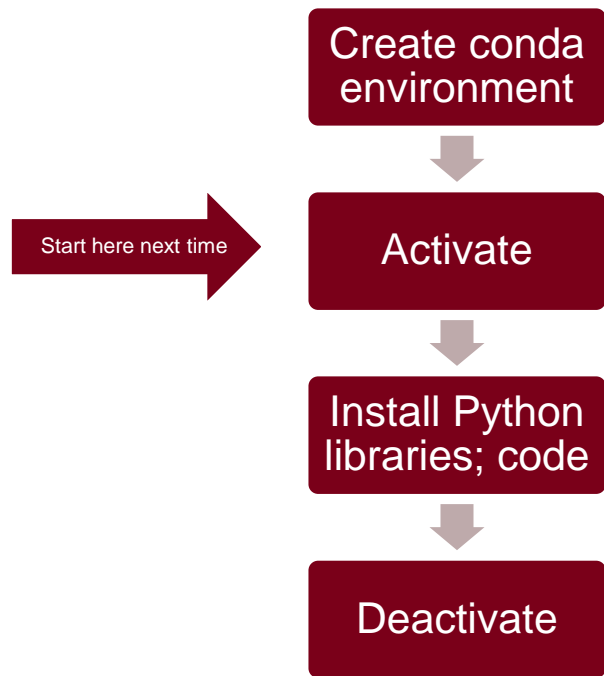 Create conda
environment
Start here next time
Activate
Install Python
libraries; code
Deactivate